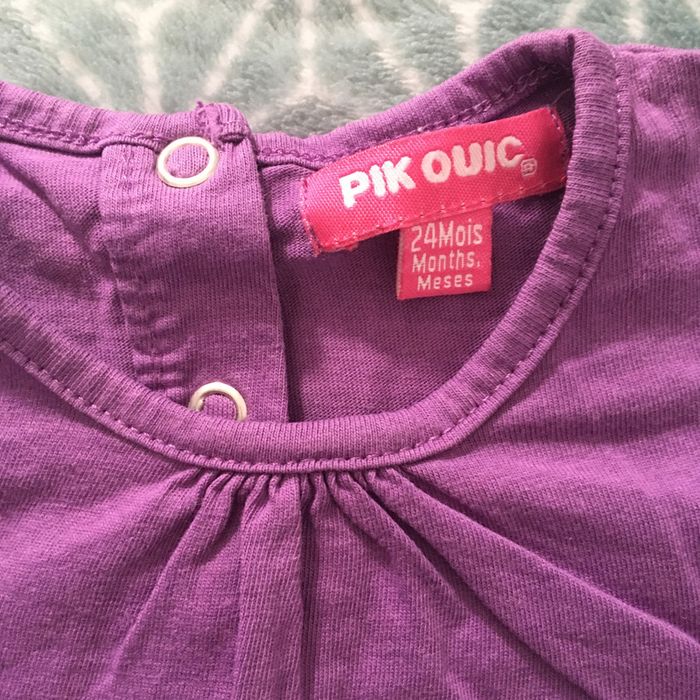 PIK OUIC
24Mois
Months.
Meses